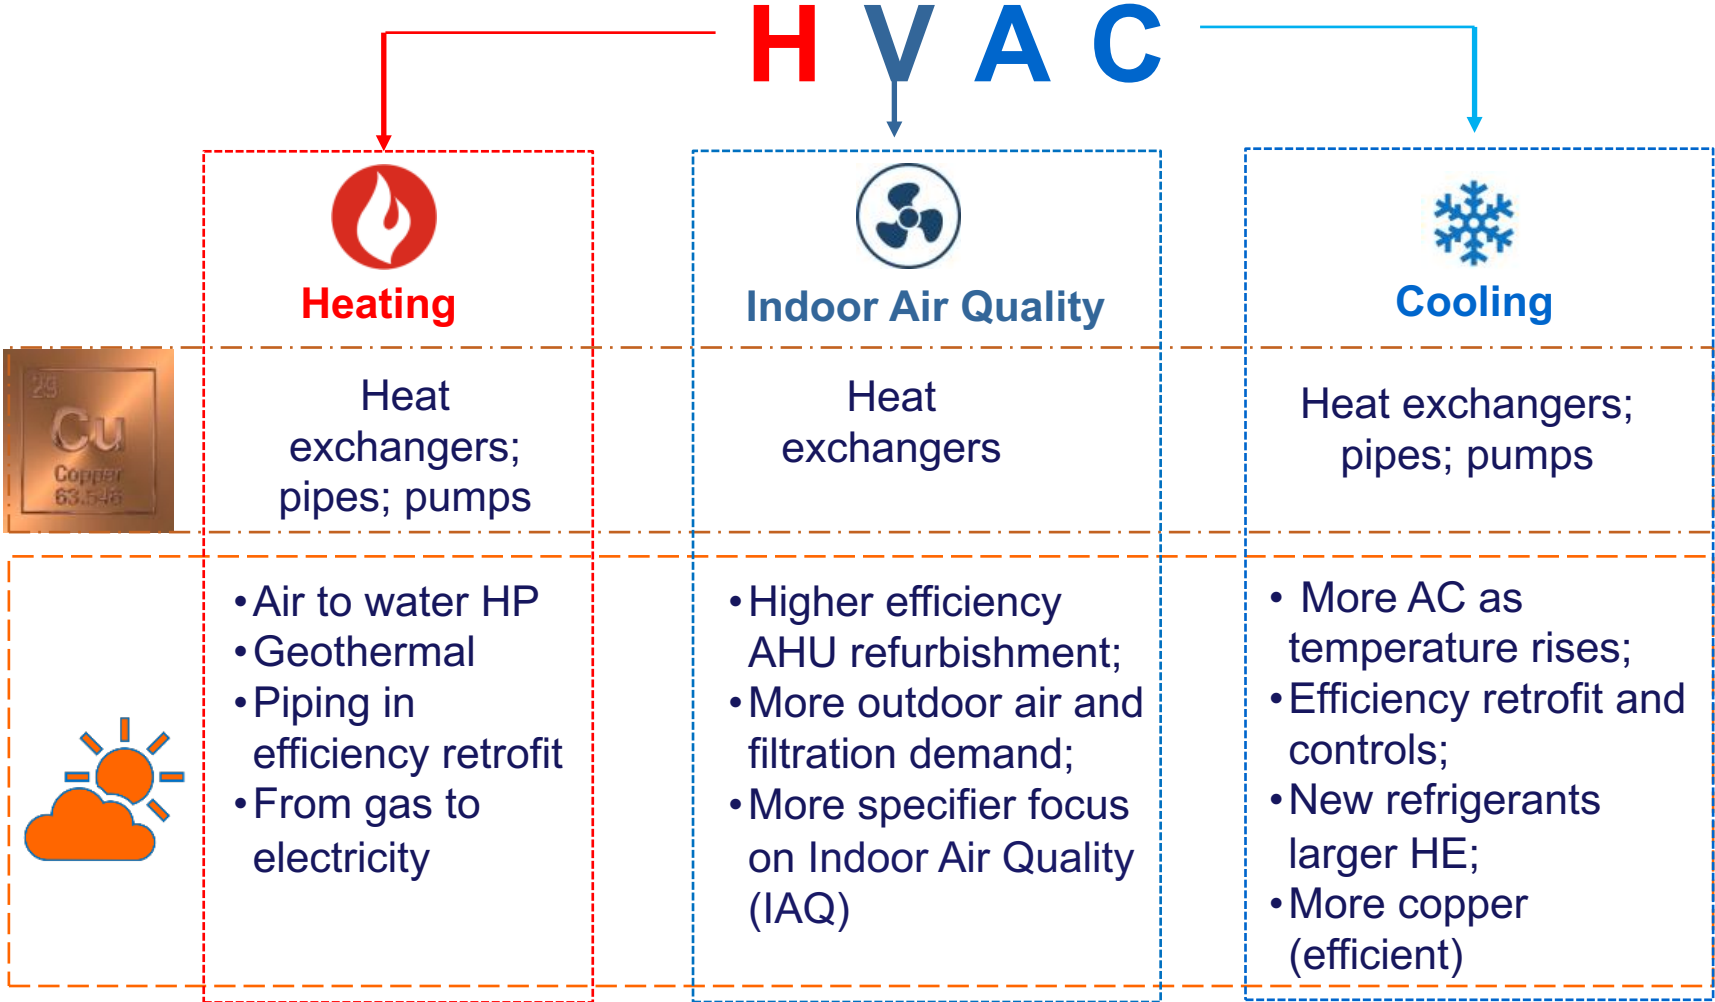 H V A C
Heating
Indoor Air Quality
Cooling
29
Cu
Copper
63.546
Heat
exchangers;
pipes; pumps
Heat
exchangers
Heat exchangers;
pipes; pumps
•Air to water HP
•Geothermal
•Piping in
efficiency retrofit
•From gas to
electricity
•Higher efficiency
AHU refurbishment;
•More outdoor air and
filtration demand;
•More specifier focus
on Indoor Air Quality
(IAQ)
• More AC as
temperature rises;
•Efficiency retrofit and
controls;
•New refrigerants
larger HE;
•More copper
(efficient)